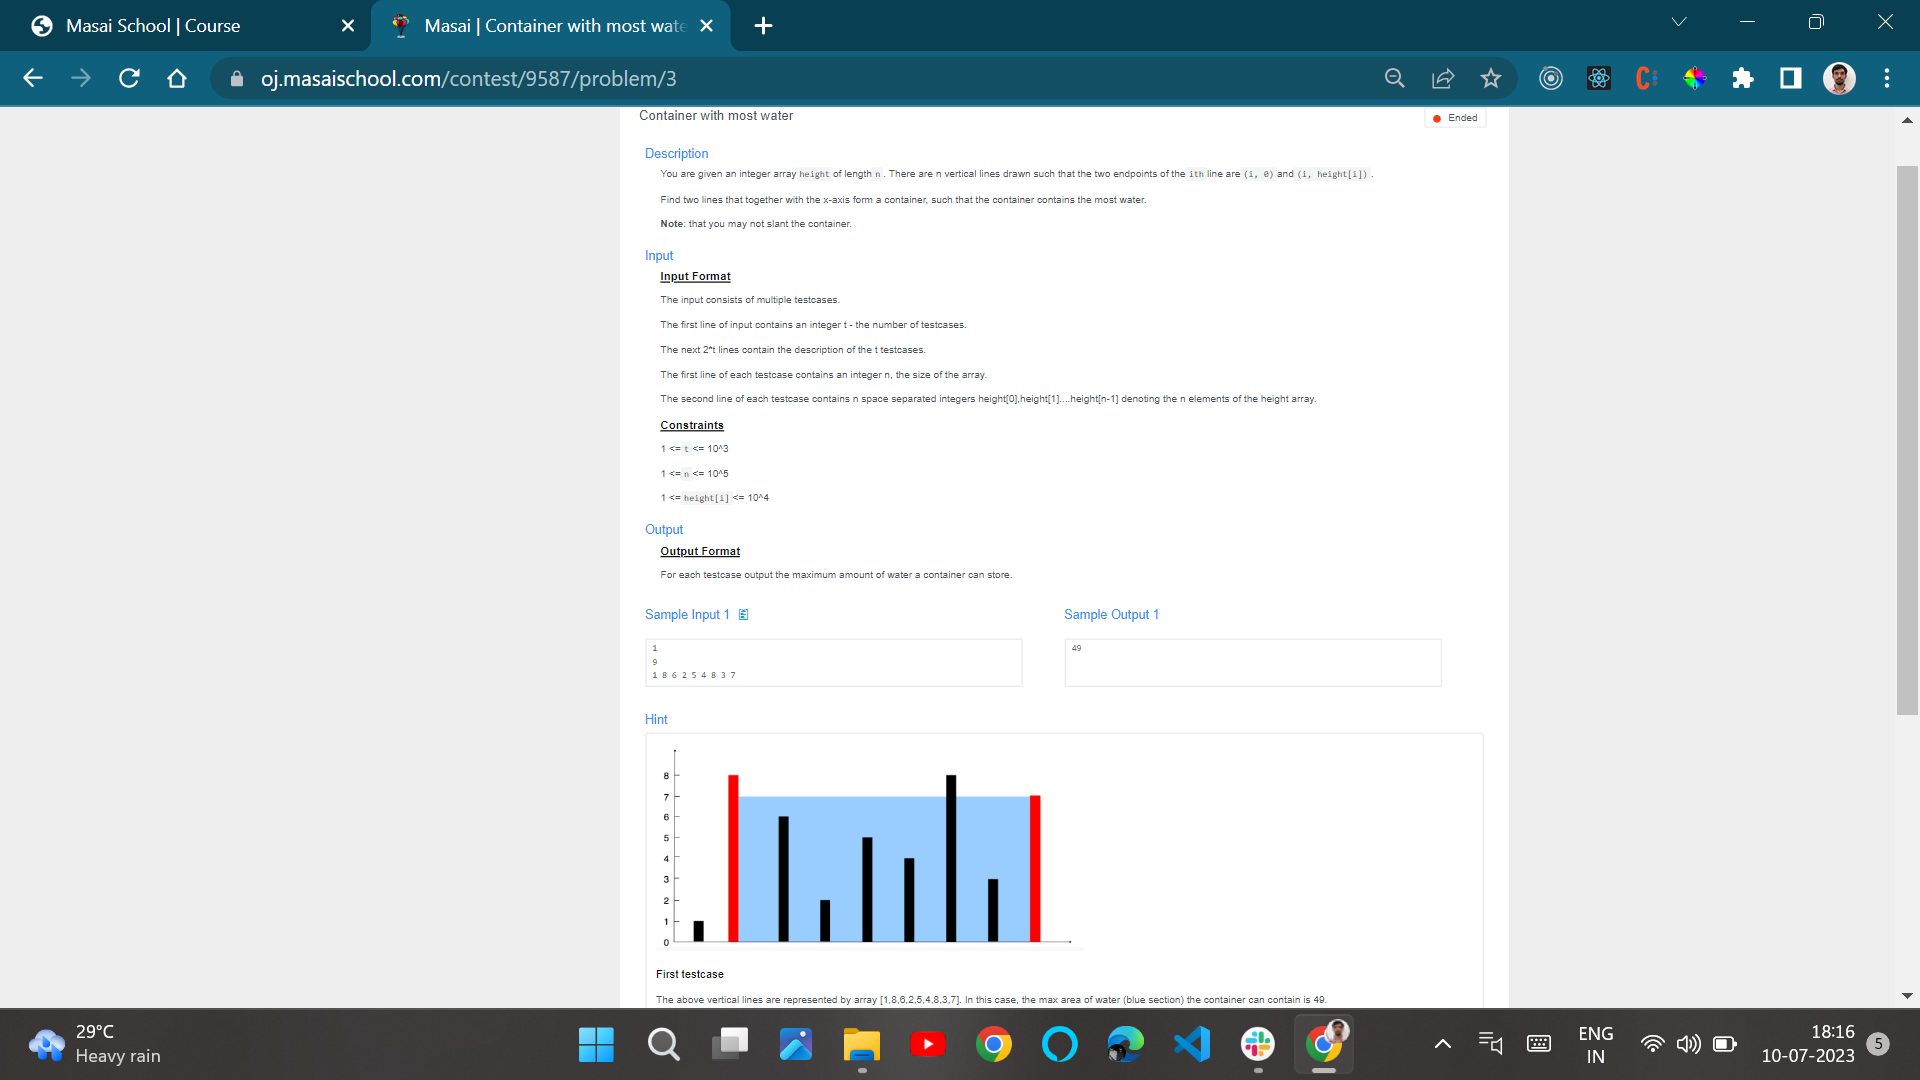 Masai School | Course
Masai | Container with most wate
oj.masaischool.com/contest/9587/problem/3
Container with most water
Ended
Description
You are given an integer array height of length n . There are n vertical lines drawn such that the two endpoints of the ith line are (i, 0) and (i, height[i]) .
Find two lines that together with the x-axis form a container, such that the container contains the most water.
Note: that you may not slant the container.
Input
Input Format
The input consists of multiple testcases.
The first line of input contains an integer t - the number of testcases.
The next 2*t lines contain the description of the t testcases.
The first line of each testcase contains an integer n, the size of the array.
The second line of each testcase contains n space separated integers height[0],height[1]....height[n-1] denoting the n elements of the height array.
Constraints
1 <= t <= 10^3
1 <= n <= 10^5
1 <= height[i] <= 10^4
Output
Output Format
For each testcase output the maximum amount of water a container can store.
Sample Input 1
Sample Output 1
1
9
1 8 6 2 5 4 8 3 7
49
Hint
8
7
6
5
4
3
2
1
0
First testcase
The above vertical lines are represented by array [1,8,6,2,5,4,8,3,7]. In this case, the max area of water (blue section) the container can contain is 49.
29°C
Heavy rain
ENG
IN
18:16
10-07-2023
5